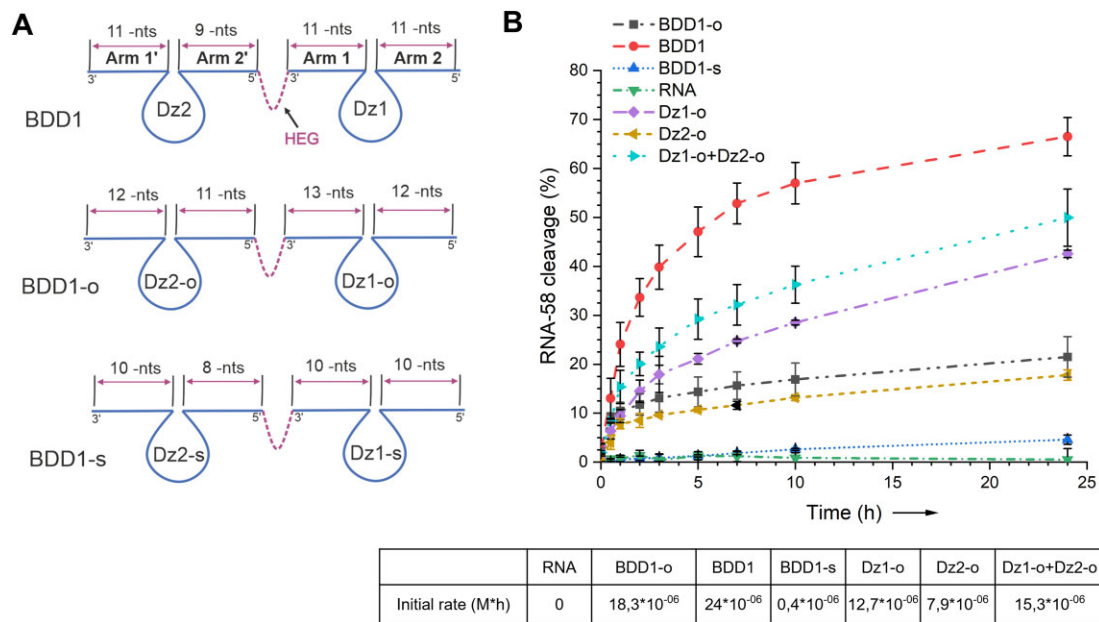 A
11 -nts 9 -nts 11 -nts 11 -nts
Arm 1' Arm 2' Arm 1 Arm 2
3' 5' 3' 5'
Dz2 Dz1
BDD1
HEG
12 -nts 11 -nts 13 -nts 12 -nts
3' 5' 3' 5'
Dz2-o Dz1-o
BDD1-o
10 -nts 8 -nts 10 -nts 10 -nts
3' 5' 3' 5'
Dz2-s Dz1-s
BDD1-s
B
BDD1-o
BDD1
BDD1-s
RNA
Dz1-o
Dz2-o
Dz1-o+Dz2-o
80
70
60
50
40
30
20
10
0
RNA-58 cleavage (%)
0 5 10 15 20 25
Time (h)
RNA BDD1-o BDD1 BDD1-s Dz1-o Dz2-o Dz1-o+Dz2-o
Initial rate (M*h) 0 18,3*10⁻⁰⁶ 24*10⁻⁰⁶ 0,4*10⁻⁰⁶ 12,7*10⁻⁰⁶ 7,9*10⁻⁰⁶ 15,3*10⁻⁰⁶